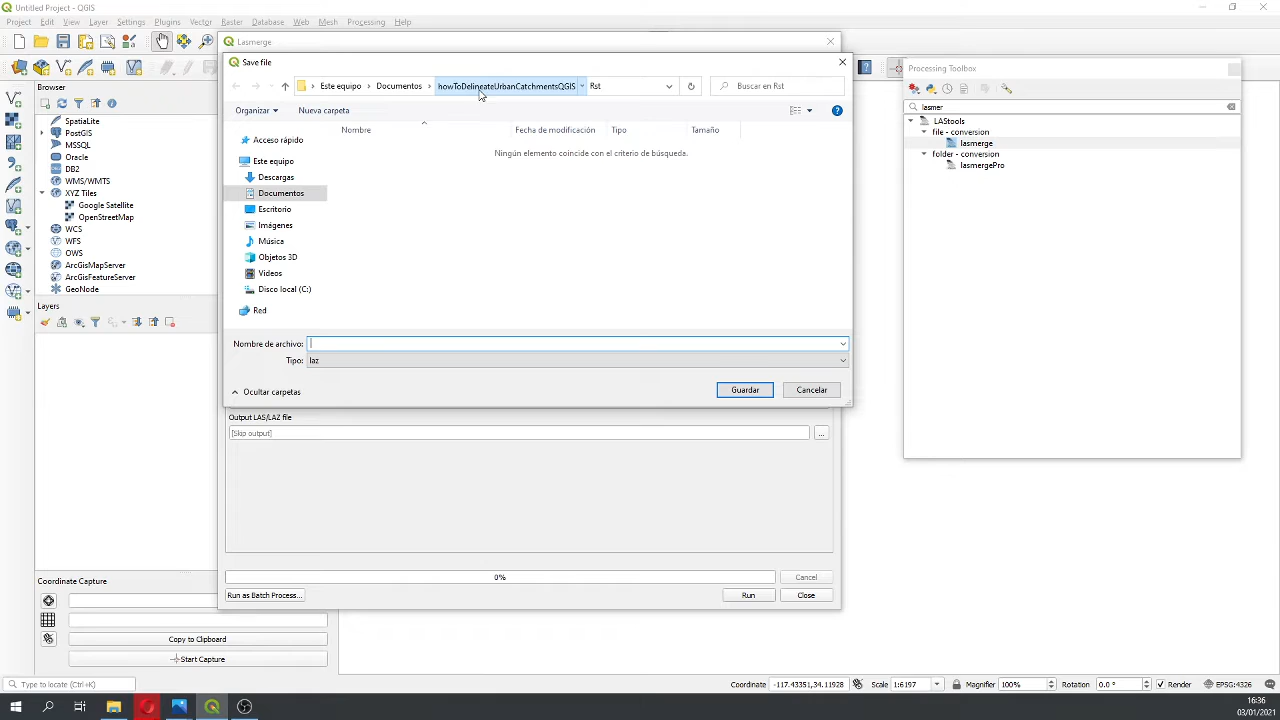 Untitled Project - QGIS
Project Edit View Layer Settings Plugins Vector Raster Database Web Mesh Processing Help
Browser
SpatiaLite
PostGIS
MSSQL
Oracle
DB2
WMS/WMTS
XYZ Tiles
Google Satellite
OpenStreetMap
WCS
WFS
OWS
ArcGisMapServer
ArcGisFeatureServer
GeoNode
Layers
Coordinate Capture
Copy to Clipboard
Start Capture
Lasmerge
Save file
Este equipo
Documentos
howToDelineateUrbanCatchmentsQGIS
Rst
Buscar en Rst
Organizar
Nueva carpeta
Acceso rápido
Este equipo
Descargas
Documentos
Escritorio
Imágenes
Música
Objetos 3D
Vídeos
Disco local (C:)
Red
Nombre
Fecha de modificación
Tipo
Tamaño
Ningún elemento coincide con el criterio de búsqueda.
Nombre de archivo:
Tipo: laz
Ocultar carpetas
Guardar
Cancelar
Output LAS/LAZ file
[Skip output]
...
0%
Cancel
Run as Batch Process...
Run
Close
Processing Toolbox
lasmer
LAStools
file - conversion
lasmerge
folder - conversion
lasmergePro
Type to locate (Ctrl+K)
Coordinate -117.43351,34.11928
Scale 1:6197
Magnifier 100%
Rotation 0.0 °
Render
EPSG:4326
16:36
03/01/2021